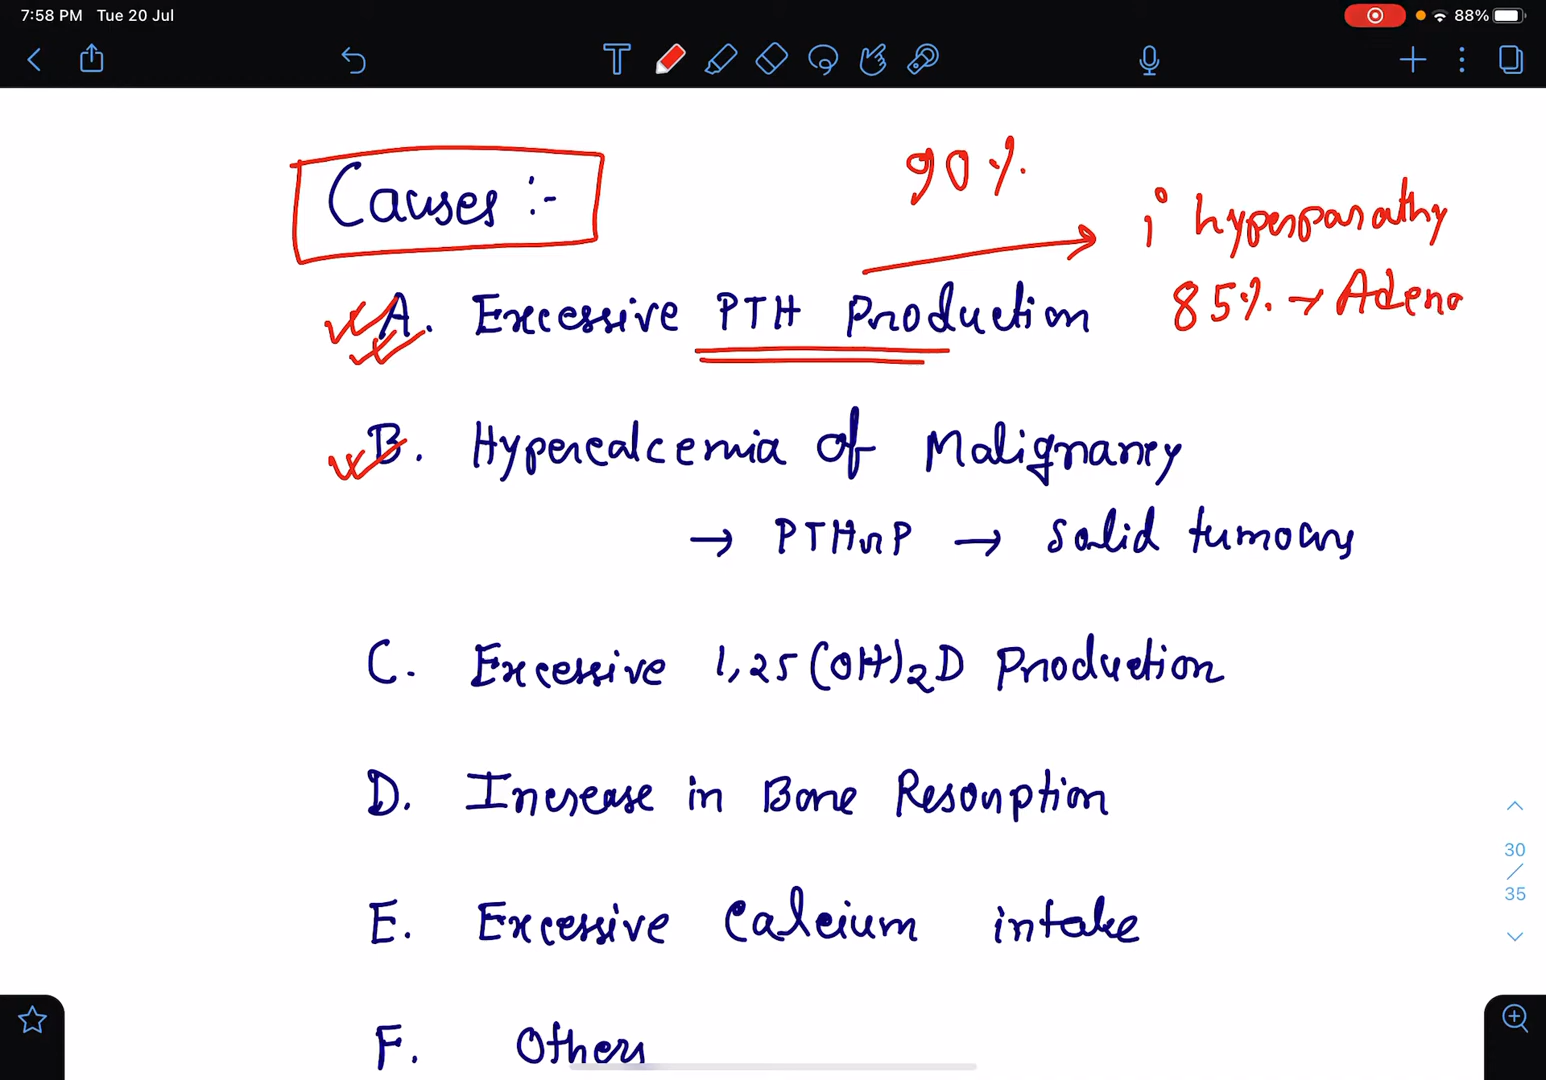 7:58 PM Tue 20 Jul
88%
Causes :-
90%
1° hyperparathy
85% → Adeno
A. Excessive PTH Production
B. Hypercalcemia of Malignancy
→ PTHrP → Solid tumours
C. Excessive 1,25(OH)₂D Production
D. Increase in Bone Resorption
E. Excessive Calcium intake
F. Others
30
/
35